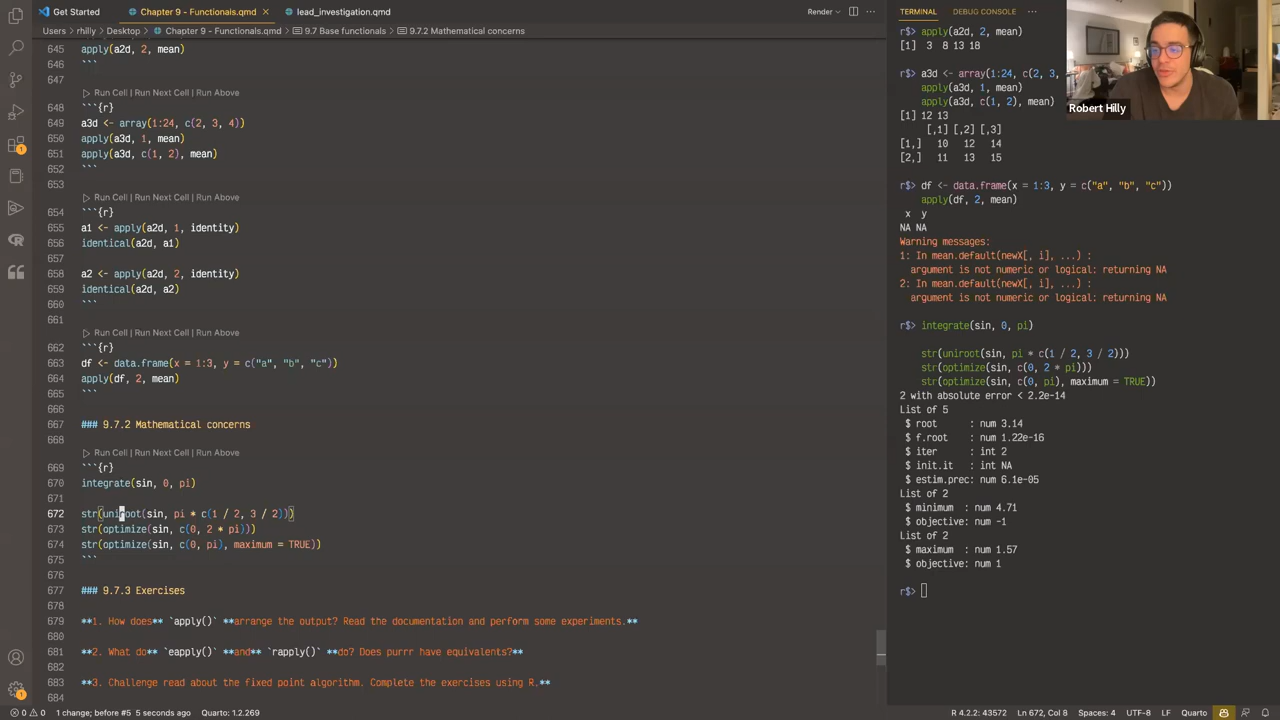 Get Started
Chapter 9 - Functionals.qmd
lead_investigation.qmd
Render
Users > rhilly > Desktop > Chapter 9 - Functionals.qmd > 9.7 Base functionals > 9.7.2 Mathematical concerns
645 apply(a2d, 2, mean)
646 ```
647
Run Cell | Run Next Cell | Run Above
648 ```{r}
649 a3d <- array(1:24, c(2, 3, 4))
650 apply(a3d, 1, mean)
651 apply(a3d, c(1, 2), mean)
652 ```
653
Run Cell | Run Next Cell | Run Above
654 ```{r}
655 a1 <- apply(a2d, 1, identity)
656 identical(a2d, a1)
657
658 a2 <- apply(a2d, 2, identity)
659 identical(a2d, a2)
660 ```
661
Run Cell | Run Next Cell | Run Above
662 ```{r}
663 df <- data.frame(x = 1:3, y = c("a", "b", "c"))
664 apply(df, 2, mean)
665 ```
666
667 ### 9.7.2 Mathematical concerns
668
Run Cell | Run Next Cell | Run Above
669 ```{r}
670 integrate(sin, 0, pi)
671
672 str(uniroot(sin, pi * c(1 / 2, 3 / 2)))
673 str(optimize(sin, c(0, 2 * pi)))
674 str(optimize(sin, c(0, pi), maximum = TRUE))
675 ```
676
677 ### 9.7.3 Exercises
678
679 **1. How does** `apply()` **arrange the output? Read the documentation and perform some experiments.**
680
681 **2. What do** `eapply()` **and** `rapply()` **do? Does purrr have equivalents?**
682
683 **3. Challenge read about the fixed point algorithm. Complete the exercises using R.**
684
TERMINAL
DEBUG CONSOLE
r$> apply(a2d, 2, mean)
[1] 3 8 13 18
r$> a3d <- array(1:24, c(2, 3,
apply(a3d, 1, mean)
apply(a3d, c(1, 2), mean)
[1] 12 13
[,1] [,2] [,3]
[1,] 10 12 14
[2,] 11 13 15
r$> df <- data.frame(x = 1:3, y = c("a", "b", "c"))
apply(df, 2, mean)
x y
NA NA
Warning messages:
1: In mean.default(newX[, i], ...) :
argument is not numeric or logical: returning NA
2: In mean.default(newX[, i], ...) :
argument is not numeric or logical: returning NA
r$> integrate(sin, 0, pi)
str(uniroot(sin, pi * c(1 / 2, 3 / 2)))
str(optimize(sin, c(0, 2 * pi)))
str(optimize(sin, c(0, pi), maximum = TRUE))
2 with absolute error < 2.2e-14
List of 5
$ root : num 3.14
$ f.root : num 1.22e-16
$ iter : int 2
$ init.it : int NA
$ estim.prec: num 6.1e-05
List of 2
$ minimum : num 4.71
$ objective: num -1
List of 2
$ maximum : num 1.57
$ objective: num 1
r$>
Robert Hilly
0 0 1 change; before #5 5 seconds ago Quarto: 1.2.269
R 4.2.2: 43572 Ln 672, Col 8 Spaces: 4 UTF-8 LF Quarto